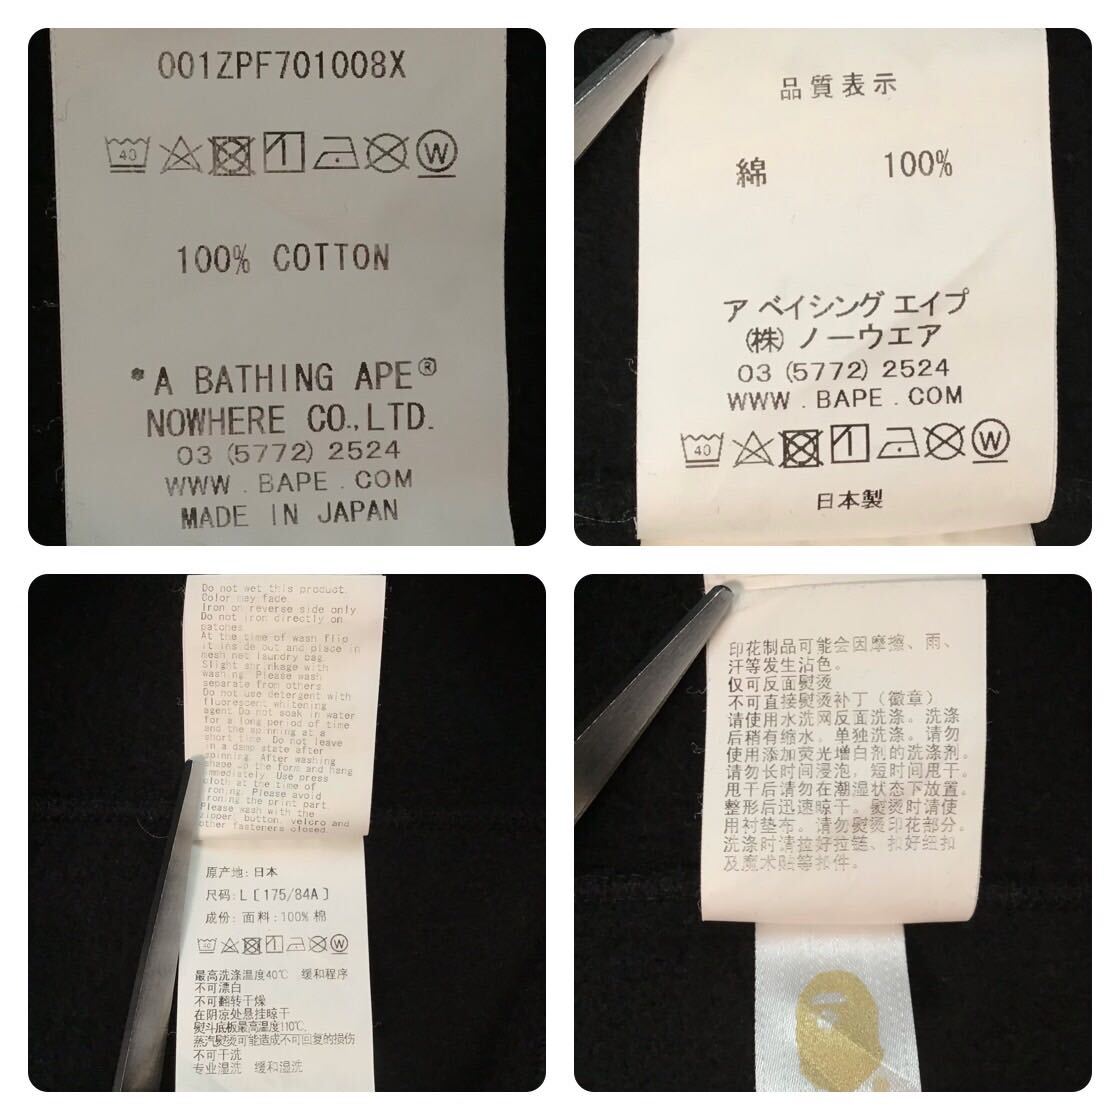 001ZPF701008X
40 W
100% COTTON
*A BATHING APE®
NOWHERE CO.,LTD.
03 (5772) 2524
WWW . BAPE . COM
MADE IN JAPAN
品質表示
綿 100%
ア ベイシング エイプ
(株) ノーウエア
03 (5772) 2524
WWW . BAPE . COM
40 W
日本製
Do not wet this product.
Color may fade.
Iron on reverse side only.
Do not iron directly on
patches.
At the time of wash flip
it inside out and place in
mesh net laundry bag.
Slight shrinkage with
washing. Please wash
separate from others.
Do not use detergent with
fluorescent whitening
agent.Do not soak in water
for a long period of time
and the spinning at a
short time. Do not leave
in a damp state after
spinning. After washing
shape up the form and hang
immediately. Use press
cloth at the time of
ironing. Please avoid
ironing the print part.
Please wash with the
zipper, button, velcro and
other fasteners closed.
原产地: 日本
尺码: L [175/84A]
成份: 面料:100% 棉
40 W
最高洗涤温度40℃ 缓和程序
不可漂白
不可翻转干燥
在阴凉处悬挂晾干
熨斗底板最高温度110℃,
蒸汽熨烫可能造成不可回复的损伤
不可干洗
专业湿洗 缓和湿洗
印花制品可能会因摩擦、雨、
汗等发生沾色。
仅可反面熨烫
不可直接熨烫补丁（徽章）
请使用水洗网反面洗涤。洗涤
后稍有缩水。单独洗涤。请勿
使用添加荧光增白剂的洗涤剂。
请勿长时间浸泡，短时间甩干。
甩干后请勿在潮湿状态下放置。
整形后迅速晾干。熨烫时请使
用衬垫布。请勿熨烫印花部分。
洗涤时请拉好拉链、扣好纽扣
及魔术贴等扣件。